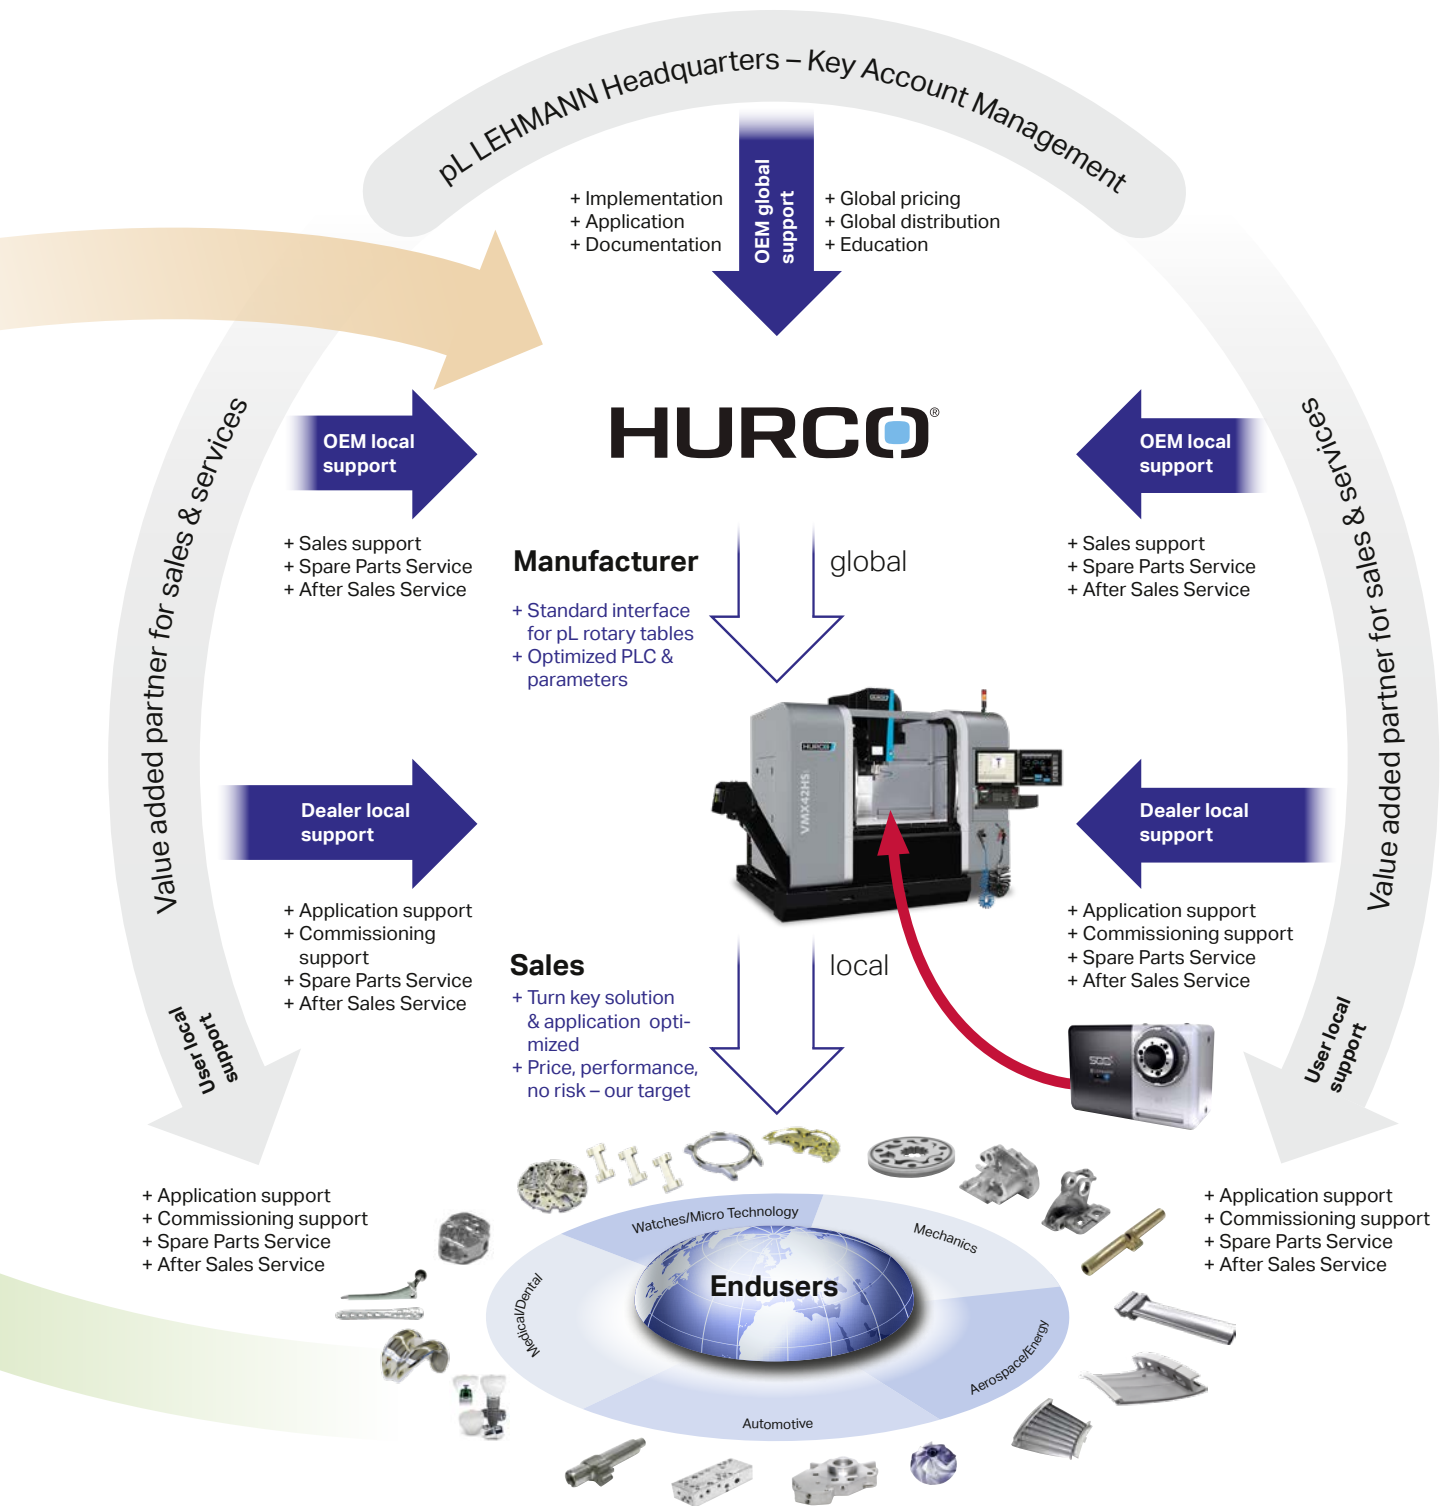 pL LEHMANN Headquarters – Key Account Management
+ Implementation
+ Application
+ Documentation
OEM global
support
+ Global pricing
+ Global distribution
+ Education
HURCO®
Value added partner for sales & services
OEM local
support
+ Sales support
+ Spare Parts Service
+ After Sales Service
Manufacturer
+ Standard interface
for pL rotary tables
+ Optimized PLC &
parameters
global
OEM local
support
+ Sales support
+ Spare Parts Service
+ After Sales Service
Value added partner for sales & services
HURCO
HURCO
VMX42HSi
Dealer local
support
+ Application support
+ Commissioning
support
+ Spare Parts Service
+ After Sales Service
Sales
+ Turn key solution
& application opti-
mized
+ Price, performance,
no risk – our target
local
Dealer local
support
+ Application support
+ Commissioning support
+ Spare Parts Service
+ After Sales Service
User local
support
User local
support
+ Application support
+ Commissioning support
+ Spare Parts Service
+ After Sales Service
+ Application support
+ Commissioning support
+ Spare Parts Service
+ After Sales Service
Watches/Micro Technology
Mechanics
Medical/Dental
Endusers
Aerospace/Energy
Automotive